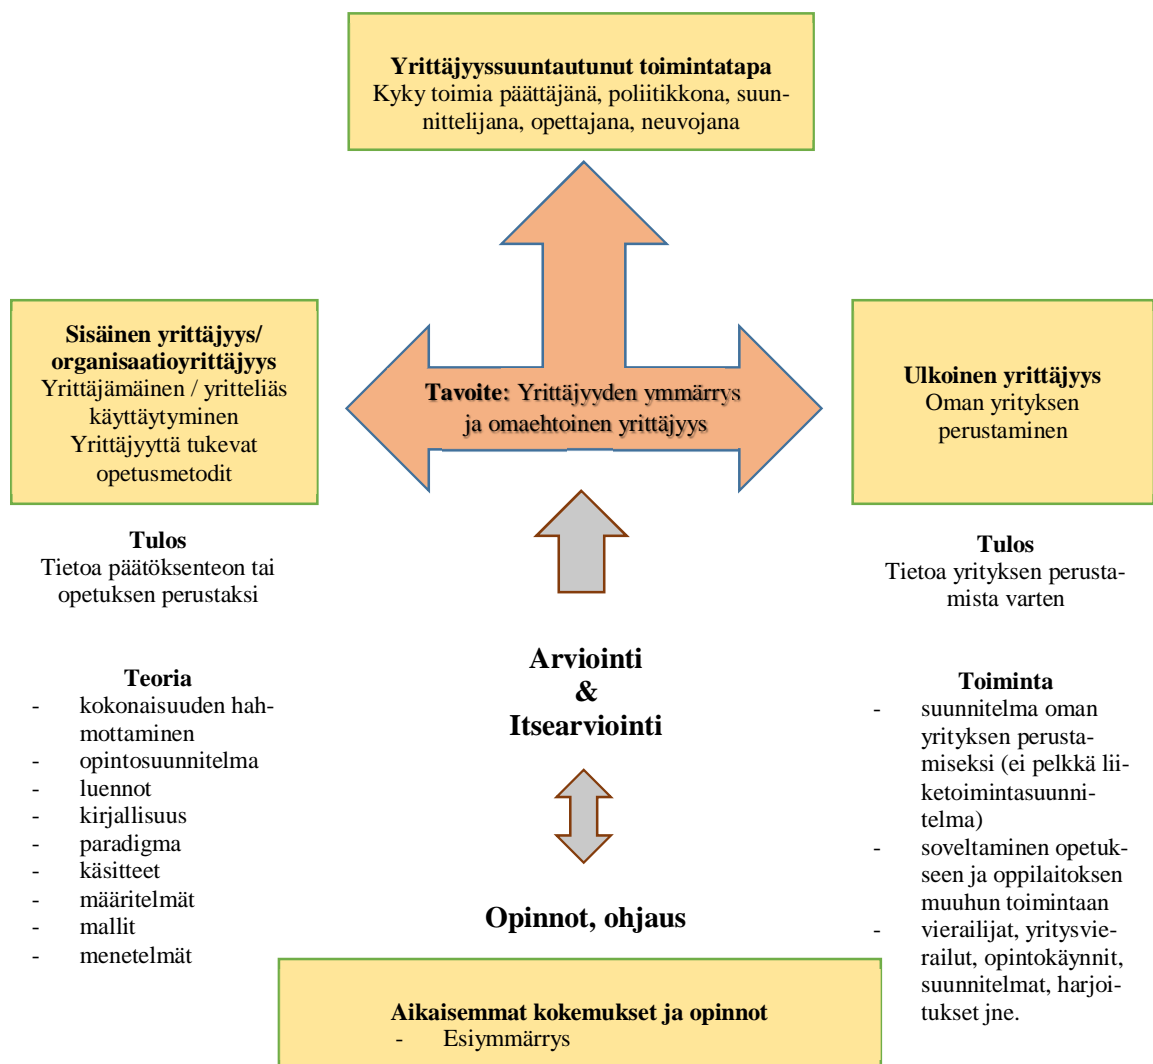 Yrittäjyyssuuntautunut toimintatapa
Kyky toimia päättäjänä, poliitikkona, suun-
nittelijana, opettajana, neuvojana
Sisäinen yrittäjyys/
organisaatioyrittäjyys
Yrittäjämäinen / yritteliäs
käyttäytyminen
Yrittäjyyttä tukevat
opetusmetodit
Tavoite: Yrittäjyyden ymmärrys
ja omaehtoinen yrittäjyys
Ulkoinen yrittäjyys
Oman yrityksen
perustaminen
Tulos
Tietoa päätöksenteon tai
opetuksen perustaksi
Tulos
Tietoa yrityksen perusta-
mista varten
Arviointi
&
Itsearviointi
Teoria
- kokonaisuuden hah-
mottaminen
- opintosuunnitelma
- luennot
- kirjallisuus
- paradigma
- käsitteet
- määritelmät
- mallit
- menetelmät
Toiminta
- suunnitelma oman
yrityksen perusta-
miseksi (ei pelkkä lii-
ketoimintasuunni-
telma)
- soveltaminen opetuk-
seen ja oppilaitoksen
muuhun toimintaan
- vierailijat, yritysvie-
railut, opintokäynnit,
suunnitelmat, harjoi-
tukset jne.
Opinnot, ohjaus
Aikaisemmat kokemukset ja opinnot
- Esiymmärrys